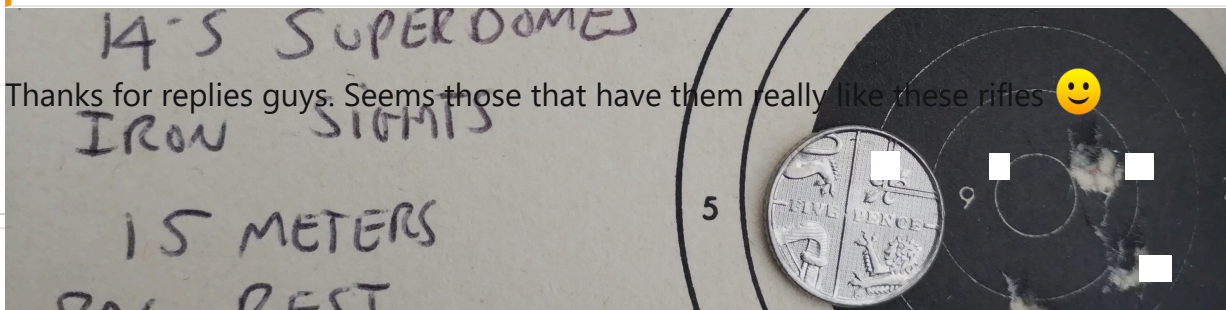 14-5 SUPERDOMES
Thanks for replies guys. Seems those that have them really like these rifles
IRON SIGHTS
15 METERS
5
FIVE PENCE
9
REST